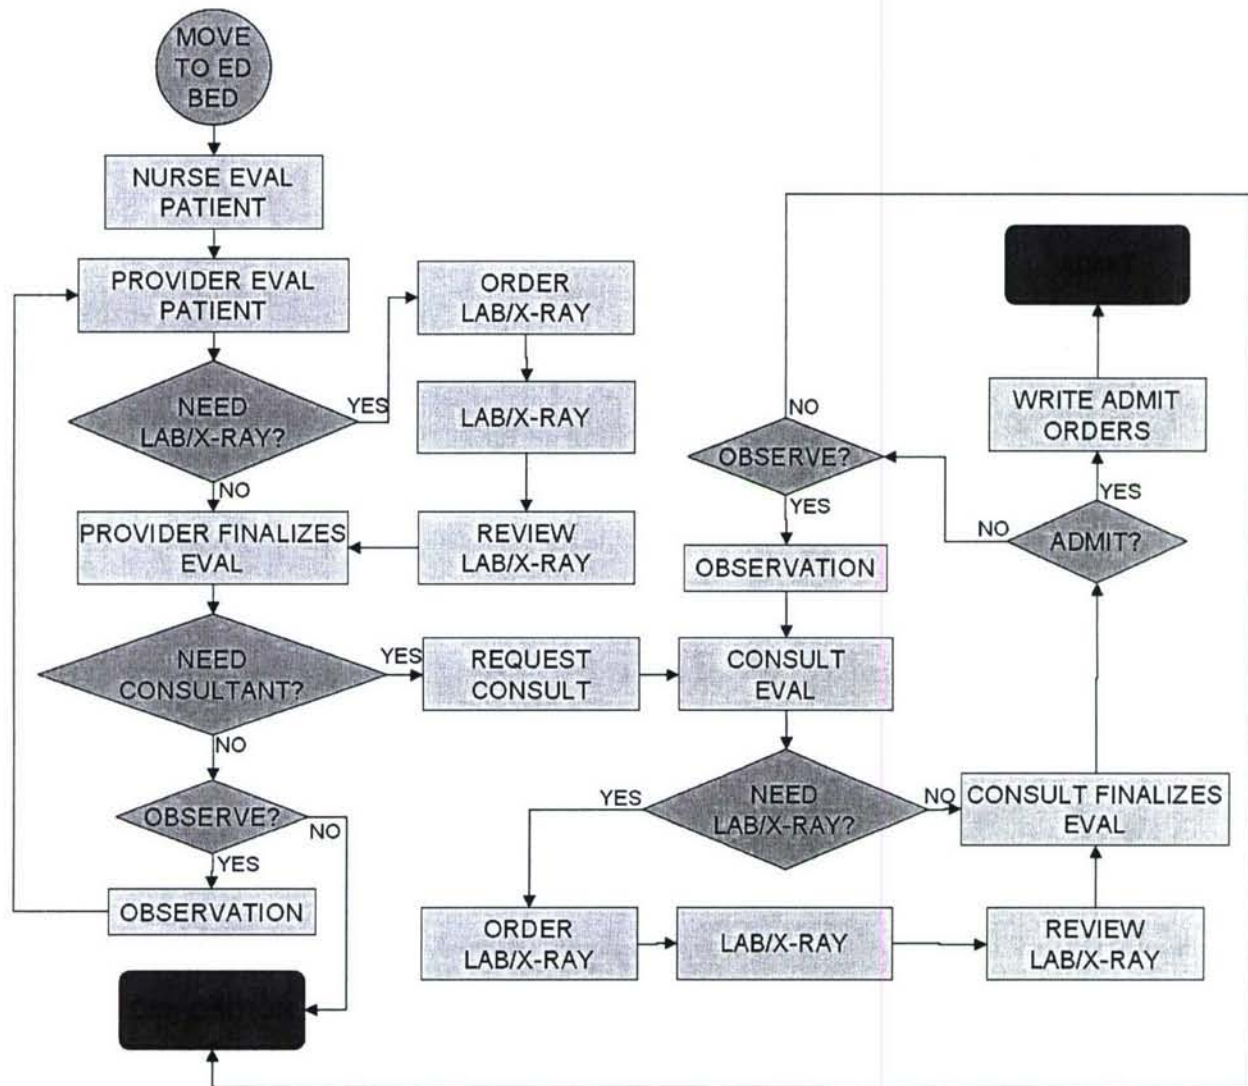 MOVE
TO ED
BED
NURSE EVAL
PATIENT
PROVIDER EVAL
PATIENT
NEED
LAB/X-RAY?
YES
NO
ORDER
LAB/X-RAY
LAB/X-RAY
REVIEW
LAB/X-RAY
PROVIDER FINALIZES
EVAL
NEED
CONSULTANT?
YES
NO
REQUEST
CONSULT
OBSERVE?
NO
YES
OBSERVATION
CONSULT
EVAL
NEED
LAB/X-RAY?
YES
NO
ORDER
LAB/X-RAY
LAB/X-RAY
REVIEW
LAB/X-RAY
CONSULT FINALIZES
EVAL
ADMIT?
YES
NO
WRITE ADMIT
ORDERS
ADMIT
OBSERVE?
NO
YES
OBSERVATION